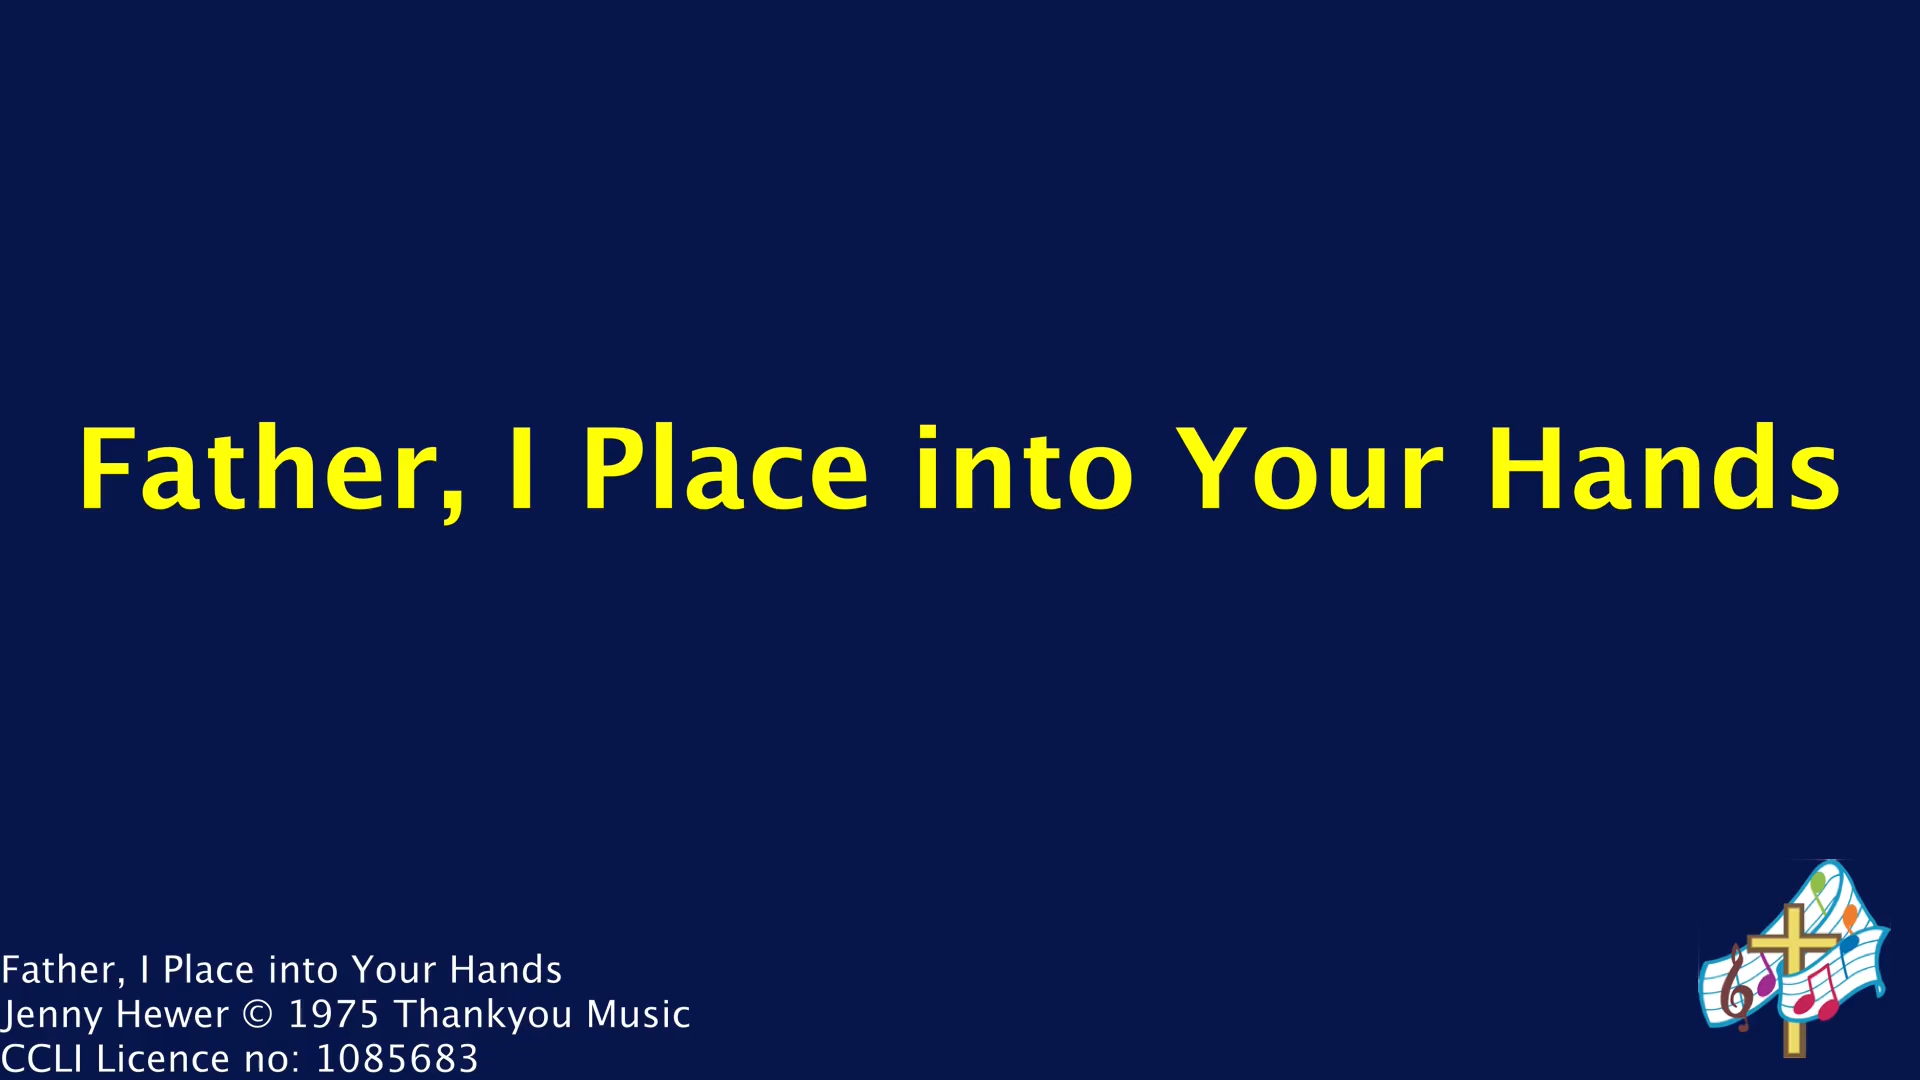 Father, I Place into Your Hands
Father, I Place into Your Hands
Jenny Hewer © 1975 Thankyou Music
CCLI Licence no: 1085683